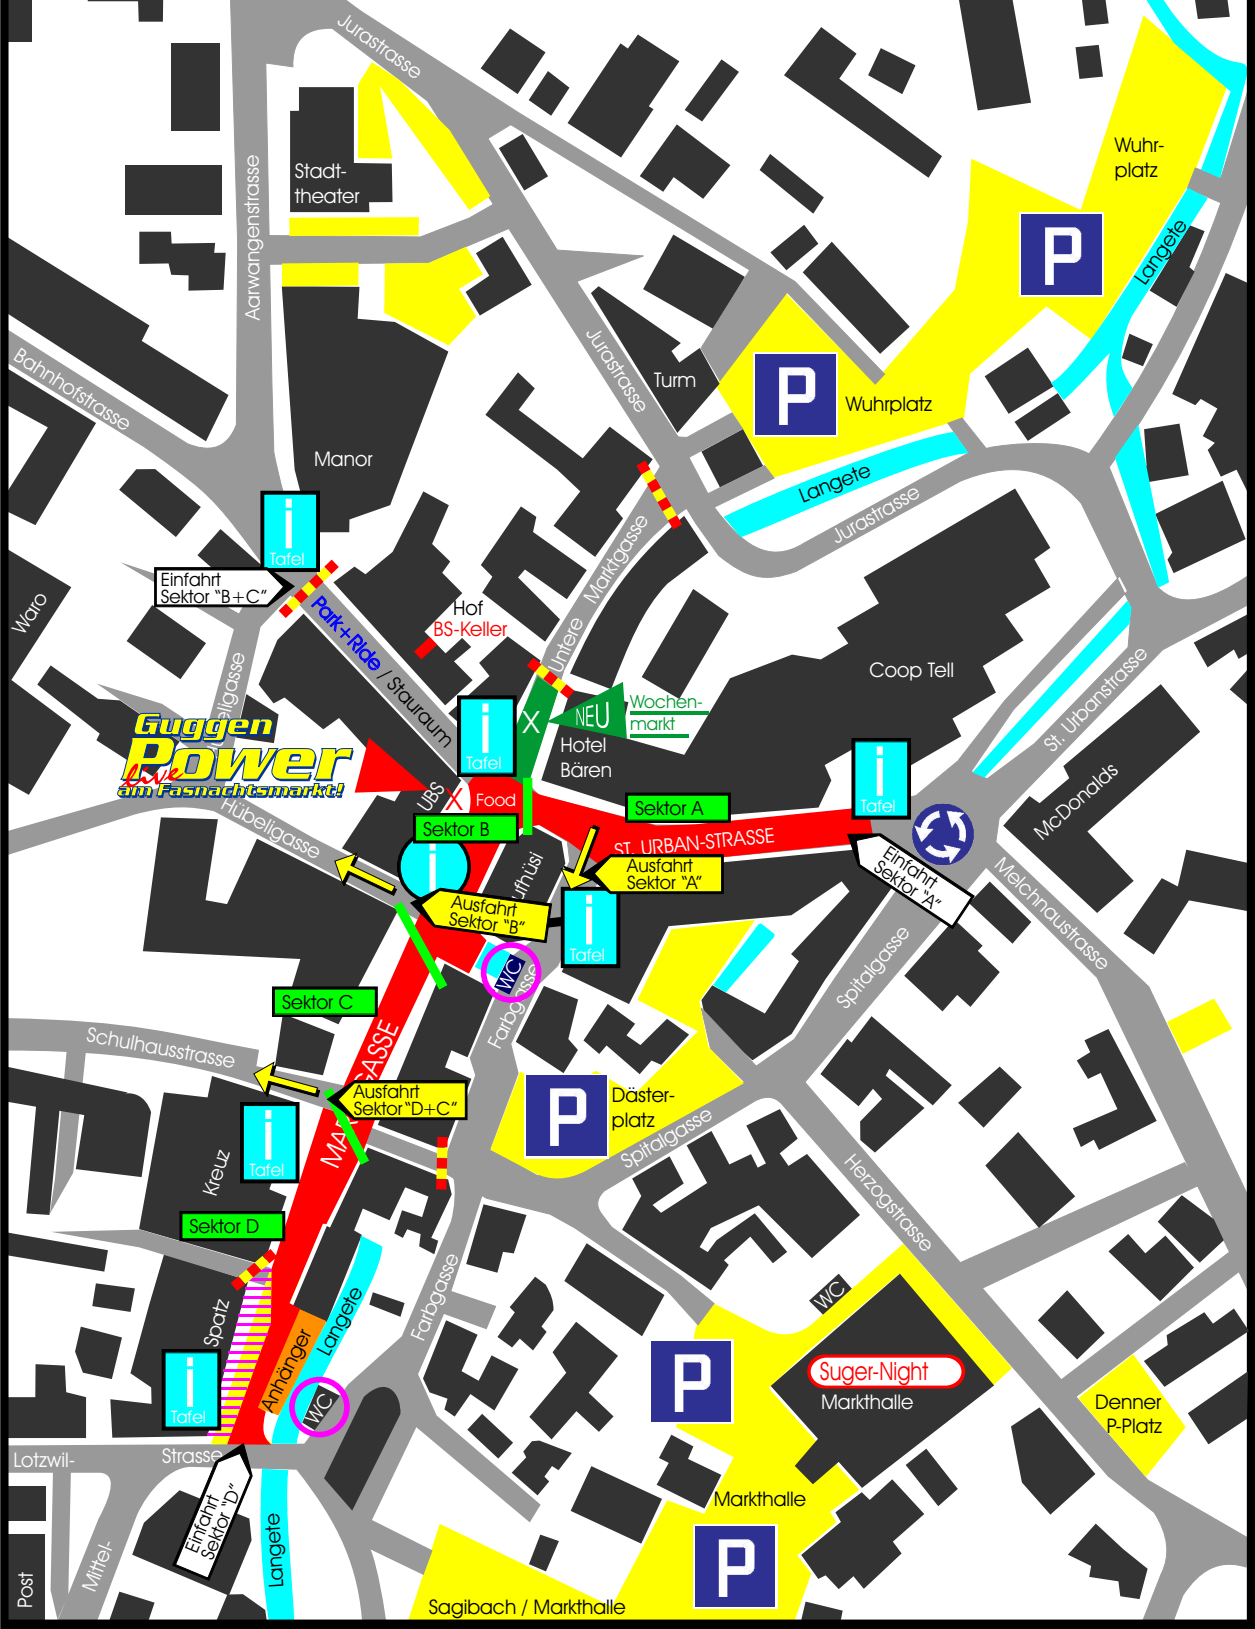 Jurastrasse
Stadt-
theater
Aarwangenstrasse
Wuhr-
platz
P
Langete
Bahnhofstrasse
Jurastrasse
Turm
P
Wuhrplatz
Manor
Langete
Jurastrasse
i
Tafel
Einfahrt
Sektor "B+C"
Waro
Park+RIde / Stauraum
Hof
BS-Keller
Untere Marktgasse
Coop Tell
St. Urbanstrasse
McDonalds
Guggen
Power
live
am Fasnachtsmarkt!
i
Tafel
X
NEU
Wochen-
markt
Hotel
Bären
i
Tafel
UBS
X
Food
Sektor A
Sektor B
ST. URBAN-STRASSE
Hübeligasse
i
Ausfahrt
Sektor "A"
Einfahrt
Sektor "A"
Melchnaustrasse
Ausfahrt
Sektor "B"
i
Tafel
WC
Farbgasse
Spitalgasse
Sektor C
Schulhausstrasse
Ausfahrt
Sektor "D+C"
P
Däster-
platz
Spitalgasse
i
Tafel
Kreuz
Herzogstrasse
Sektor D
Spatz
Farbgasse
Langete
Anhänger
WC
WC
P
Suger-Night
Markthalle
i
Tafel
Denner
P-Platz
Lotzwil-
Strasse
Einfahrt
Sektor "D"
Langete
Mittel-
Post
Markthalle
P
Sagibach / Markthalle